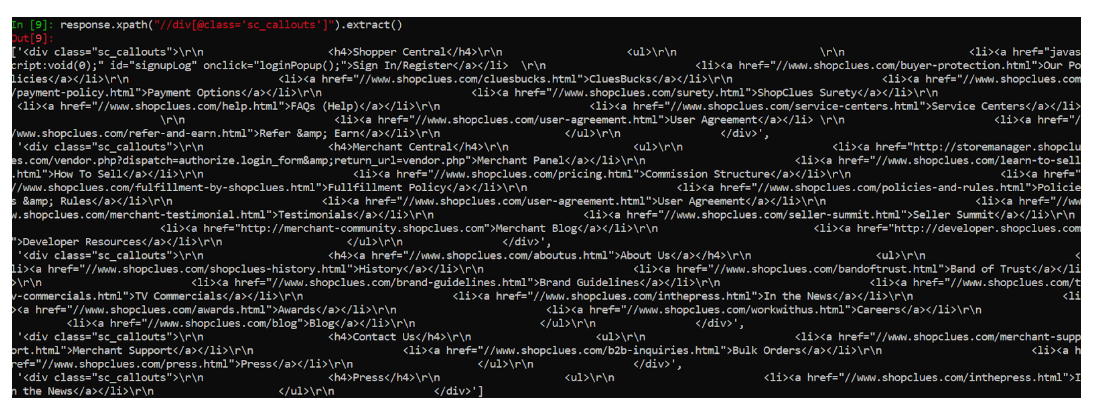 In [9]: response.xpath("//div[@class='sc_callouts']").extract()
Out[9]:
['<div class="sc_callouts">\r\n <h4>Shopper Central</h4>\r\n <ul>\r\n \r\n <li><a href="javas
cript:void(0);" id="signupLog" onclick="loginPopup();">Sign In/Register</a></li> \r\n <li><a href="//www.shopclues.com/buyer-protection.html">Our Po
licies</a></li>\r\n <li><a href="//www.shopclues.com/cluesbucks.html">CluesBucks</a></li>\r\n <li><a href="//www.shopclues.com
/payment-policy.html">Payment Options</a></li>\r\n <li><a href="//www.shopclues.com/surety.html">ShopClues Surety</a></li>\r\n
<li><a href="//www.shopclues.com/help.html">FAQs (Help)</a></li>\r\n <li><a href="//www.shopclues.com/service-centers.html">Service Centers</a></li>
\r\n <li><a href="//www.shopclues.com/user-agreement.html">User Agreement</a></li> \r\n <li><a href="/
/www.shopclues.com/refer-and-earn.html">Refer &amp; Earn</a></li>\r\n </ul>\r\n </div>',
'<div class="sc_callouts">\r\n <h4>Merchant Central</h4>\r\n <ul>\r\n <li><a href="http://storemanager.shopclu
es.com/vendor.php?dispatch=authorize.login_form&amp;return_url=vendor.php">Merchant Panel</a></li>\r\n <li><a href="//www.shopclues.com/learn-to-sell
.html">How To Sell</a></li>\r\n <li><a href="//www.shopclues.com/pricing.html">Commission Structure</a></li>\r\n <li><a href="
//www.shopclues.com/fulfillment-by-shopclues.html">Fullfillment Policy</a></li>\r\n <li><a href="//www.shopclues.com/policies-and-rules.html">Policie
s &amp; Rules</a></li>\r\n <li><a href="//www.shopclues.com/user-agreement.html">User Agreement</a></li>\r\n <li><a href="//ww
w.shopclues.com/merchant-testimonial.html">Testimonials</a></li>\r\n <li><a href="//www.shopclues.com/seller-summit.html">Seller Summit</a></li>\r\n
<li><a href="http://merchant-community.shopclues.com">Merchant Blog</a></li>\r\n <li><a href="http://developer.shopclues.com
">Developer Resources</a></li>\r\n </ul>\r\n </div>',
'<div class="sc_callouts">\r\n <h4><a href="//www.shopclues.com/aboutus.html">About Us</a></h4>\r\n <ul>\r\n <
li><a href="//www.shopclues.com/shopclues-history.html">History</a></li>\r\n <li><a href="//www.shopclues.com/bandoftrust.html">Band of Trust</a></li
>\r\n <li><a href="//www.shopclues.com/brand-guidelines.html">Brand Guidelines</a></li>\r\n <li><a href="//www.shopclues.com/t
v-commercials.html">TV Commercials</a></li>\r\n <li><a href="//www.shopclues.com/inthepress.html">In the News</a></li>\r\n <li
><a href="//www.shopclues.com/awards.html">Awards</a></li>\r\n <li><a href="//www.shopclues.com/workwithus.html">Careers</a></li>\r\n
<li><a href="//www.shopclues.com/blog">Blog</a></li>\r\n </ul>\r\n </div>',
'<div class="sc_callouts">\r\n <h4>Contact Us</h4>\r\n <ul>\r\n <li><a href="//www.shopclues.com/merchant-supp
ort.html">Merchant Support</a></li>\r\n <li><a href="//www.shopclues.com/b2b-inquiries.html">Bulk Orders</a></li>\r\n <li><a h
ref="//www.shopclues.com/press.html">Press</a></li>\r\n </ul>\r\n </div>',
'<div class="sc_callouts">\r\n <h4>Press</h4>\r\n <ul>\r\n <li><a href="//www.shopclues.com/inthepress.html">I
n the News</a></li>\r\n </ul>\r\n </div>']